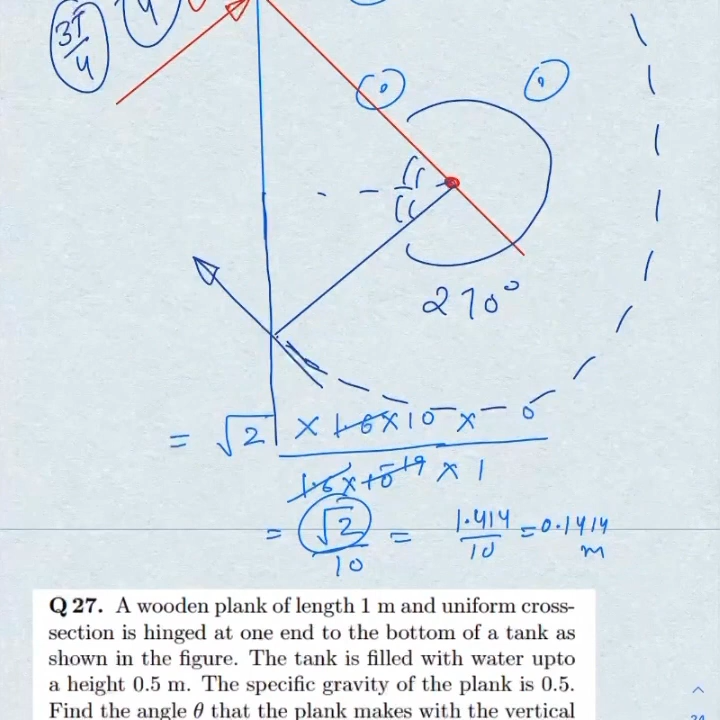 3π/4
π/4
0
270°
= √2 × 1.6×10 × 0
1.6×10⁻¹⁹ × 1
= √2/10 = 1.414/10 = 0.1414 m
Q 27. A wooden plank of length 1 m and uniform cross-
section is hinged at one end to the bottom of a tank as
shown in the figure. The tank is filled with water upto
a height 0.5 m. The specific gravity of the plank is 0.5.
Find the angle θ that the plank makes with the vertical